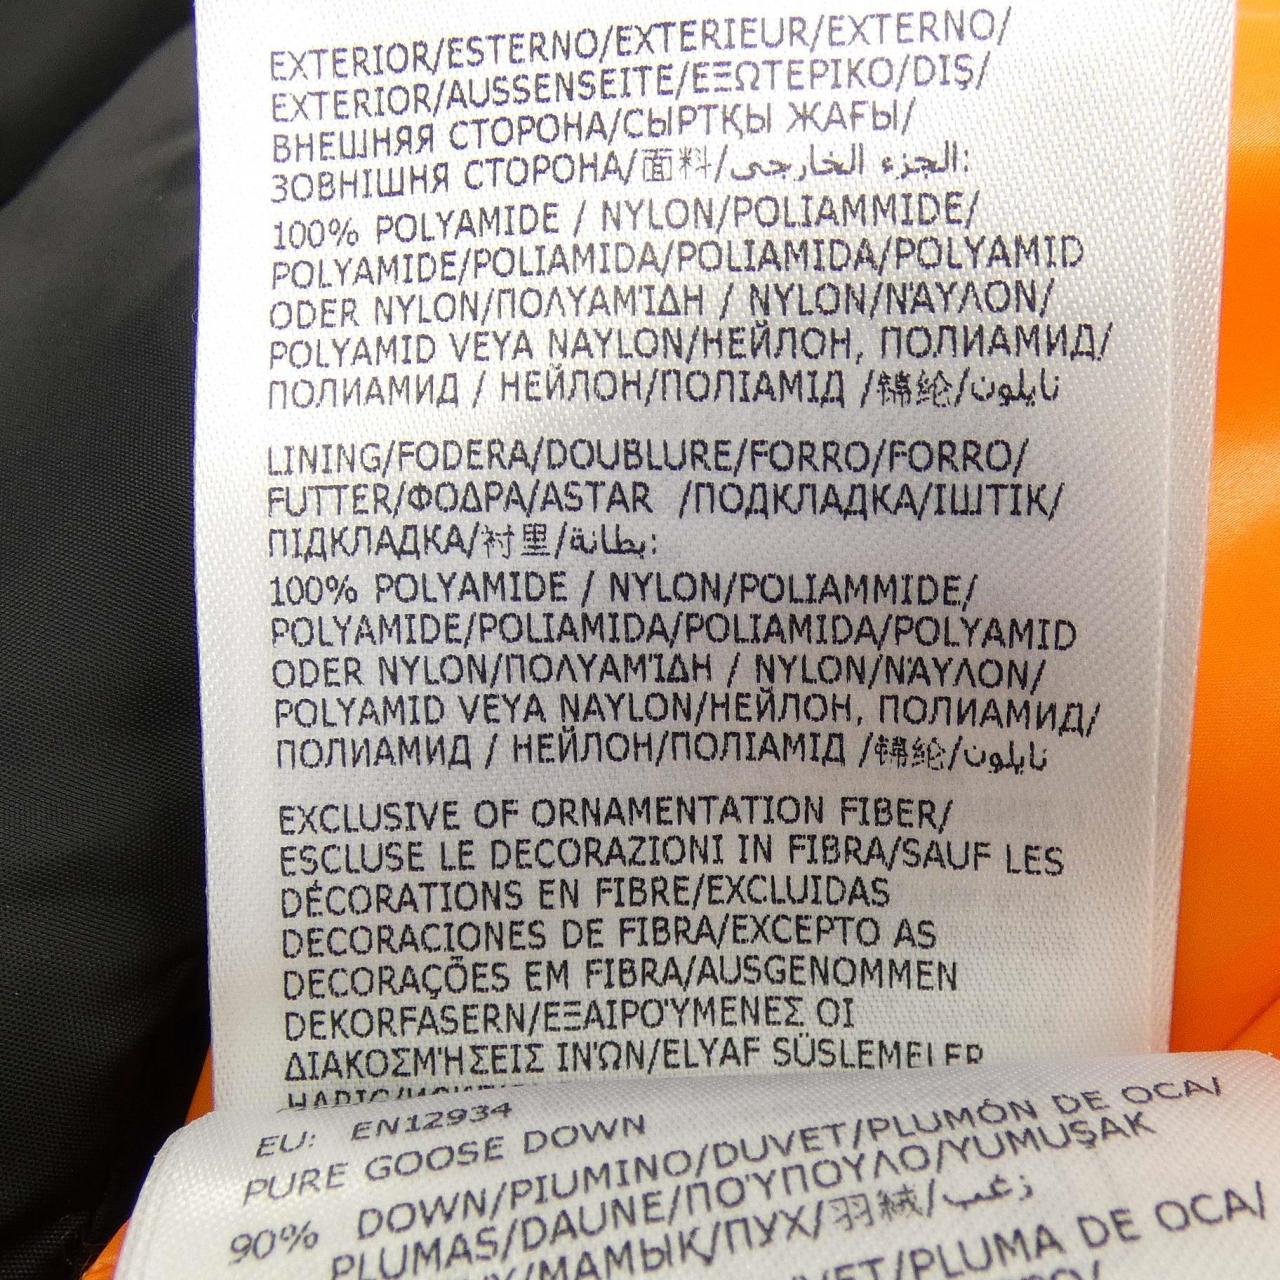 EXTERIOR/ESTERNO/EXTERIEUR/EXTERNO/
EXTERIOR/AUSSENSEITE/ΕΞΩΤΕΡΙΚΟ/DIŞ/
ВНЕШНЯЯ СТОРОНА/СЫРТҚЫ ЖАҒЫ/
ЗОВНІШНЯ СТОРОНА/面料/الجزء الخارجي:
100% POLYAMIDE / NYLON/POLIAMMIDE/
POLYAMIDE/POLIAMIDA/POLIAMIDA/POLYAMID
ODER NYLON/ΠΟΛΥΑΜΊΔΗ / NYLON/ΝΆΥΛΟΝ/
POLYAMID VEYA NAYLON/НЕЙЛОН, ПОЛИАМИД/
ПОЛИАМИД / НЕЙЛОН/ПОЛІАМІД /锦纶/نايلون
LINING/FODERA/DOUBLURE/FORRO/FORRO/
FUTTER/ΦΟΔΡΑ/ASTAR /ПОДКЛАДКА/ІШТІК/
ПІДКЛАДКА/衬里/بطانة:
100% POLYAMIDE / NYLON/POLIAMMIDE/
POLYAMIDE/POLIAMIDA/POLIAMIDA/POLYAMID
ODER NYLON/ΠΟΛΥΑΜΊΔΗ / NYLON/ΝΆΥΛΟΝ/
POLYAMID VEYA NAYLON/НЕЙЛОН, ПОЛИАМИД/
ПОЛИАМИД / НЕЙЛОН/ПОЛІАМІД /锦纶/نايلون
EXCLUSIVE OF ORNAMENTATION FIBER/
ESCLUSE LE DECORAZIONI IN FIBRA/SAUF LES
DÉCORATIONS EN FIBRE/EXCLUIDAS
DECORACIONES DE FIBRA/EXCEPTO AS
DECORAÇÕES EM FIBRA/AUSGENOMMEN
DEKORFASERN/ΕΞΑΙΡΟΎΜΕΝΕΣ ΟΙ
ΔΙΑΚΟΣΜΉΣΕΙΣ ΙΝΏΝ/ELYAF SÜSLEMELER
EU: EN12934
PURE GOOSE DOWN
90% DOWN/PIUMINO/DUVET/PLUMÓN DE OCA/
PLUMAS/DAUNE/ΠΟΎΠΟΥΛΟ/YUMUŞAK
/МАМЫҚ/ПУХ/羽绒/زغب
/PLUMA DE OCA/